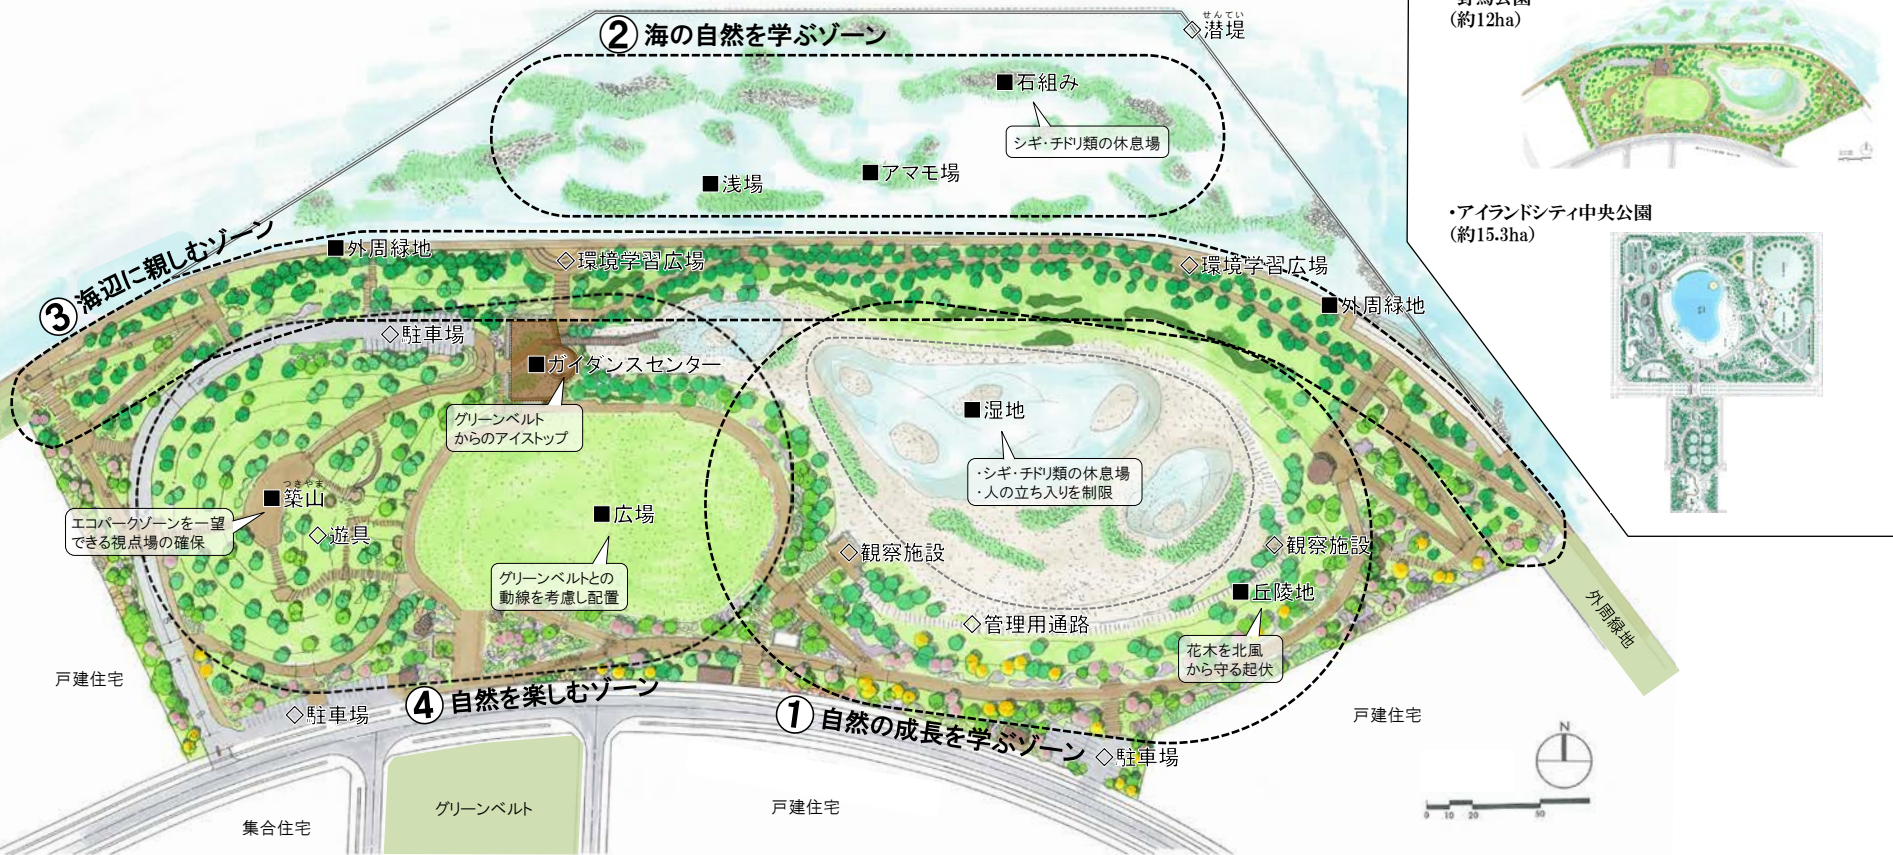 ② 海の自然を学ぶゾーン
せんてい
◇潜堤
■石組み
シギ・チドリ類の休息場
■アマモ場
■浅場
③ 海辺に親しむゾーン
■外周緑地
◇環境学習広場
◇環境学習広場
■外周緑地
◇駐車場
■ガイダンスセンター
グリーンベルト
からのアイストップ
■湿地
・シギ・チドリ類の休息場
・人の立ち入りを制限
つきやま
■築山
エコパークゾーンを一望
できる視点場の確保
◇遊具
■広場
グリーンベルトとの
動線を考慮し配置
◇観察施設
◇観察施設
■丘陵地
花木を北風
から守る起伏
◇管理用通路
外周緑地
戸建住宅
◇駐車場
④ 自然を楽しむゾーン
① 自然の成長を学ぶゾーン
◇駐車場
戸建住宅
グリーンベルト
集合住宅
戸建住宅
N
0 10 20 50
(約12ha)
・アイランドシティ中央公園
(約15.3ha)